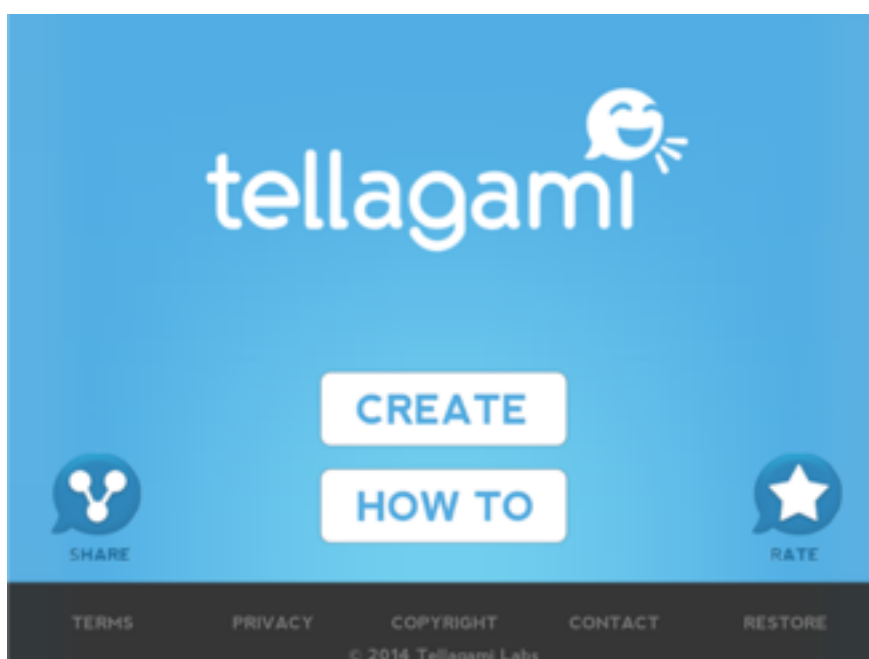 tellagami
CREATE
HOW TO
SHARE
RATE
TERMS PRIVACY COPYRIGHT CONTACT RESTORE
© 2014 Tellagami Labs